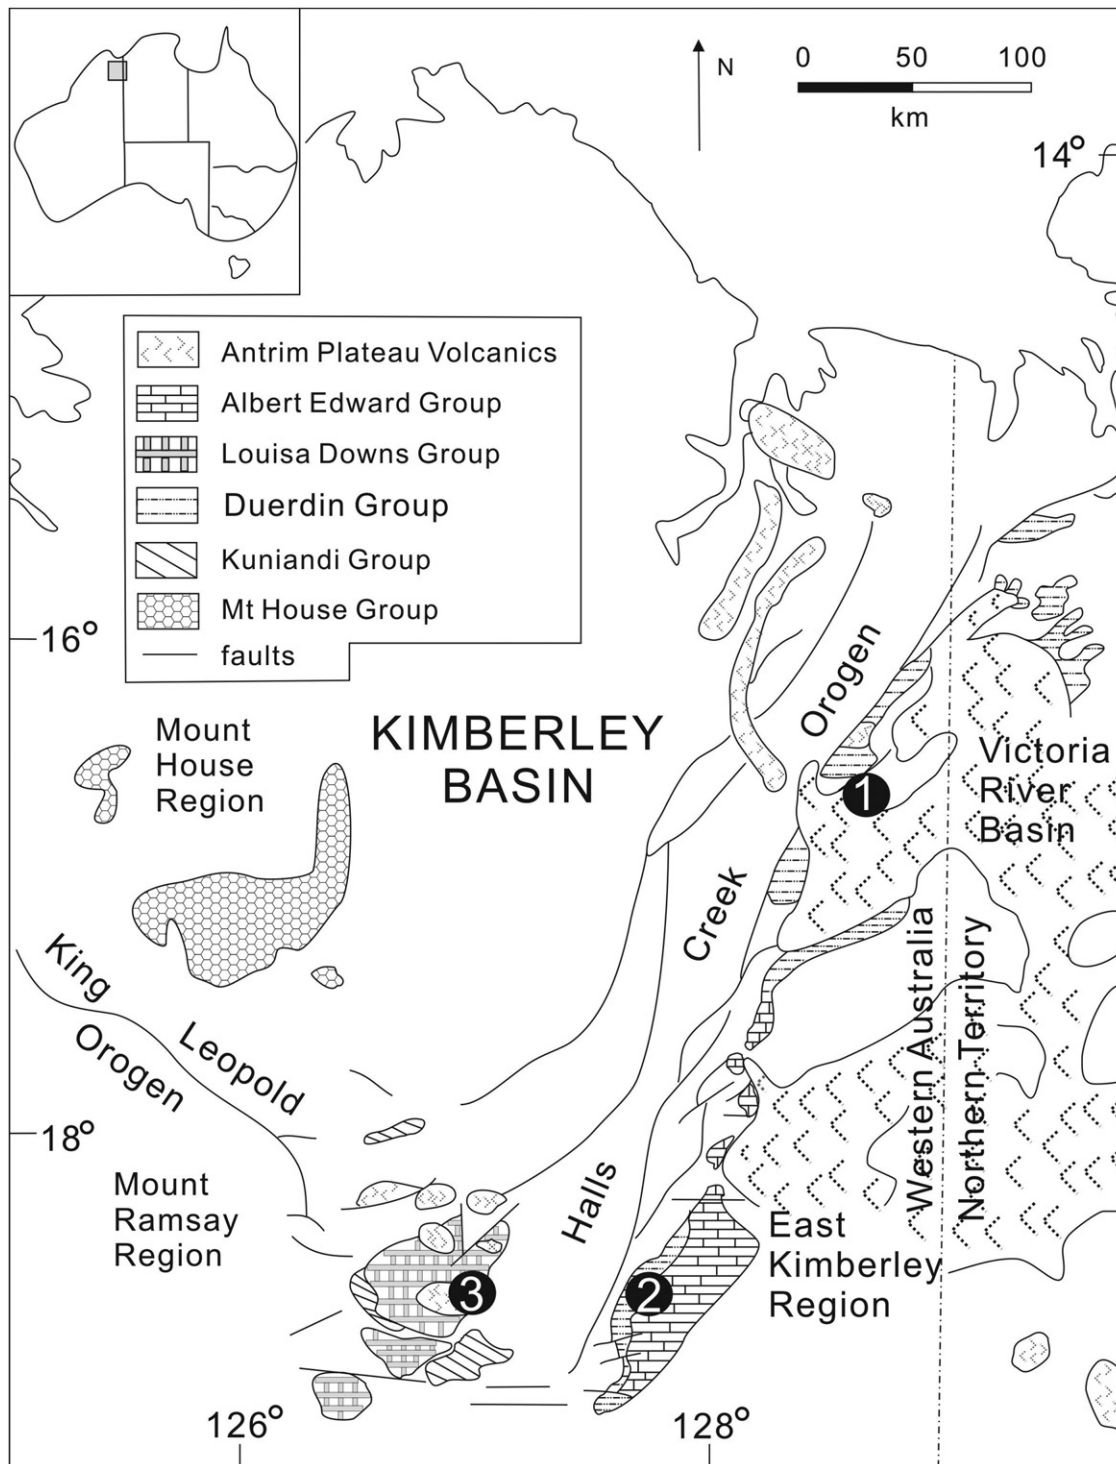 N
0 50 100
km
14°
Antrim Plateau Volcanics
Albert Edward Group
Louisa Downs Group
Duerdin Group
Kuniandi Group
Mt House Group
faults
16°
Mount
House
Region
KIMBERLEY
BASIN
Orogen
Creek
Halls
Victoria
River
Basin
1
King
Leopold
Orogen
Western Australia
Northern Territory
18°
Mount
Ramsay
Region
East
Kimberley
Region
3
2
126°
128°